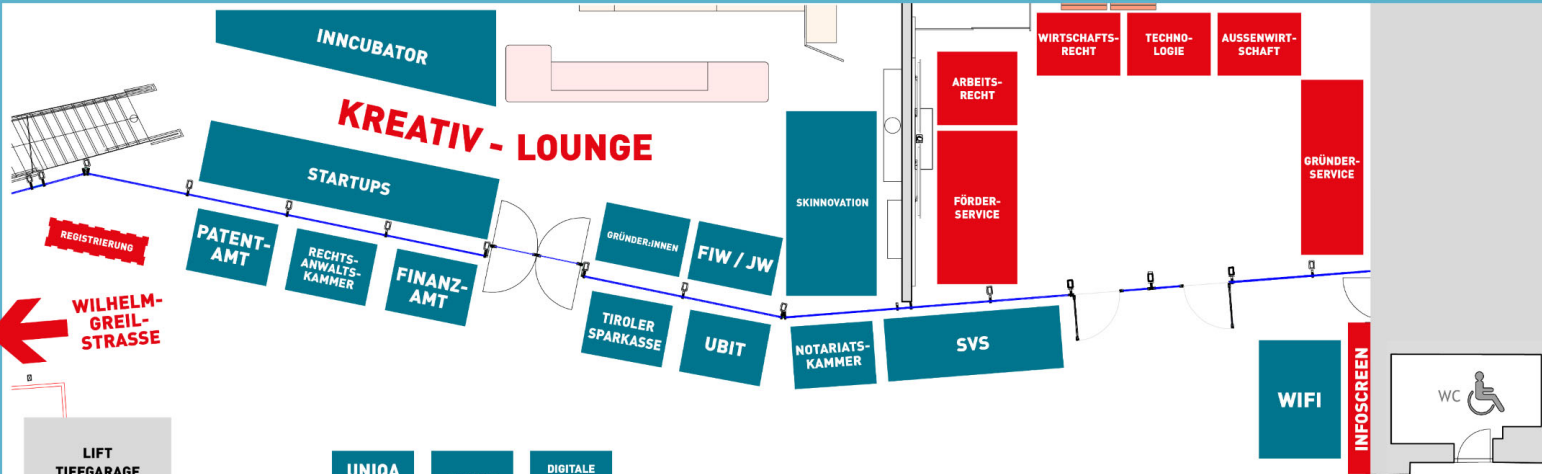 INNCUBATOR
KREATIV - LOUNGE
STARTUPS
REGISTRIERUNG
PATENT-
AMT
RECHTS-
ANWALTS-
KAMMER
FINANZ-
AMT
GRÜNDER:INNEN
FIW / JW
SKINNOVATION
WILHELM-
GREIL-
STRASSE
TIROLER
SPARKASSE
UBIT
NOTARIATS-
KAMMER
SVS
ARBEITS-
RECHT
FÖRDER-
SERVICE
WIRTSCHAFTS-
RECHT
TECHNO-
LOGIE
AUSSENWIRT-
SCHAFT
GRÜNDER-
SERVICE
WIFI
INFOSCREEN
WC
LIFT
TIEFGARAGE
UNIQA
DIGITALE